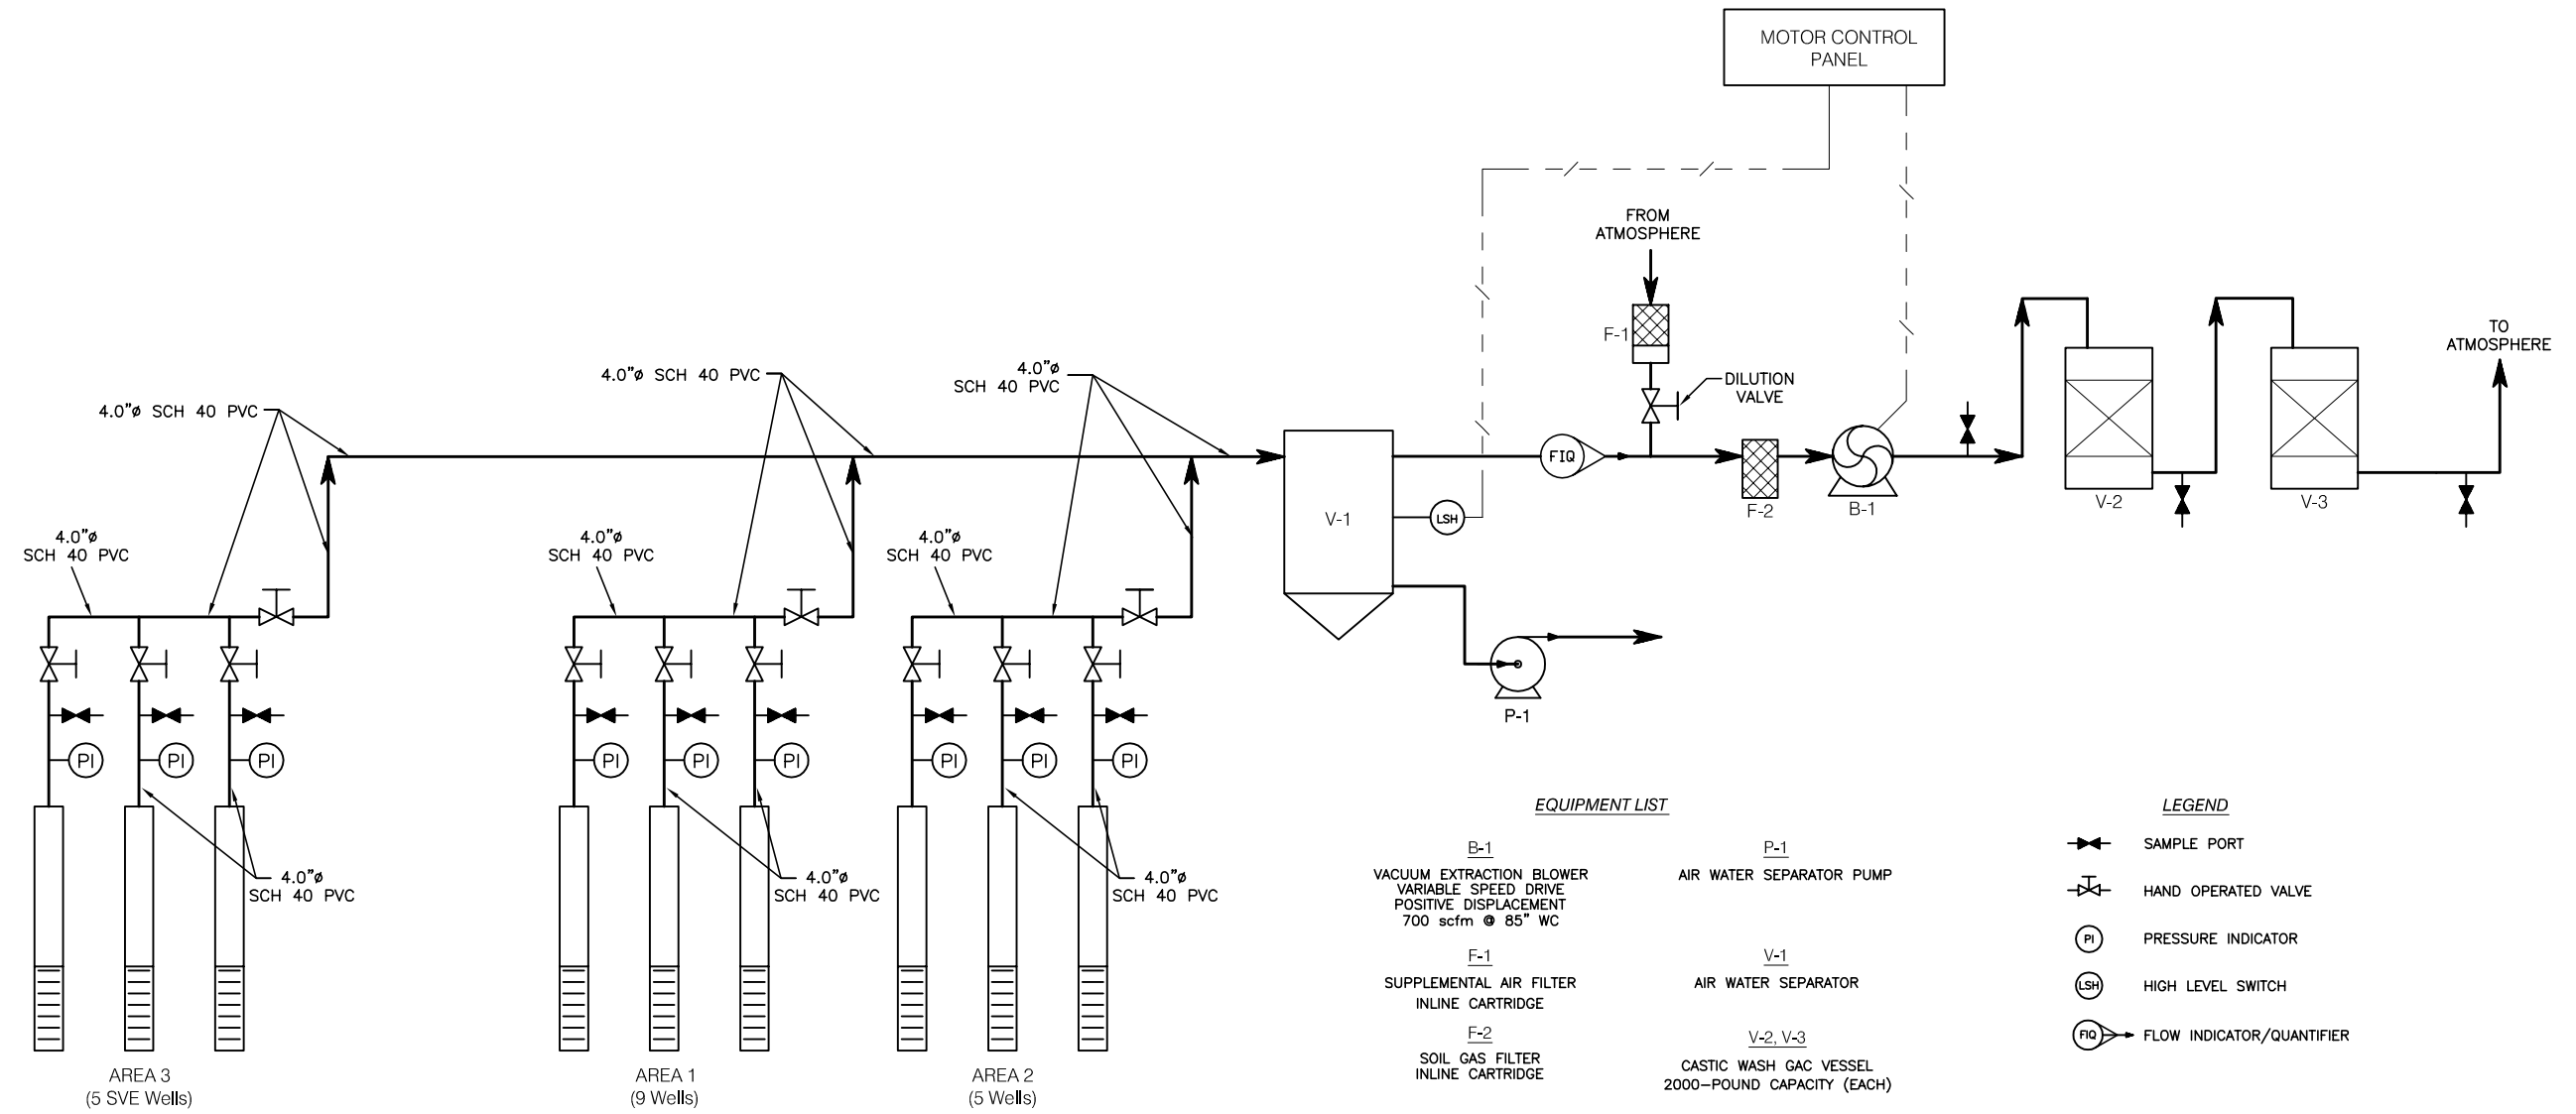 MOTOR CONTROL
PANEL
FROM
ATMOSPHERE
F-1
DILUTION
VALVE
TO
ATMOSPHERE
4.0"ø SCH 40 PVC
4.0"ø SCH 40 PVC
4.0"ø
SCH 40 PVC
FIQ
V-1
LSH
F-2
B-1
V-2
V-3
4.0"ø
SCH 40 PVC
4.0"ø
SCH 40 PVC
4.0"ø
SCH 40 PVC
P-1
PI
PI
PI
PI
PI
PI
PI
PI
PI
4.0"ø
SCH 40 PVC
4.0"ø
SCH 40 PVC
4.0"ø
SCH 40 PVC
AREA 3
(5 SVE Wells)
AREA 1
(9 Wells)
AREA 2
(5 Wells)
EQUIPMENT LIST
B-1
VACUUM EXTRACTION BLOWER
VARIABLE SPEED DRIVE
POSITIVE DISPLACEMENT
700 scfm @ 85" WC
F-1
SUPPLEMENTAL AIR FILTER
INLINE CARTRIDGE
F-2
SOIL GAS FILTER
INLINE CARTRIDGE
P-1
AIR WATER SEPARATOR PUMP
V-1
AIR WATER SEPARATOR
V-2, V-3
CASTIC WASH GAC VESSEL
2000-POUND CAPACITY (EACH)
LEGEND
SAMPLE PORT
HAND OPERATED VALVE
PI PRESSURE INDICATOR
LSH HIGH LEVEL SWITCH
FIQ FLOW INDICATOR/QUANTIFIER